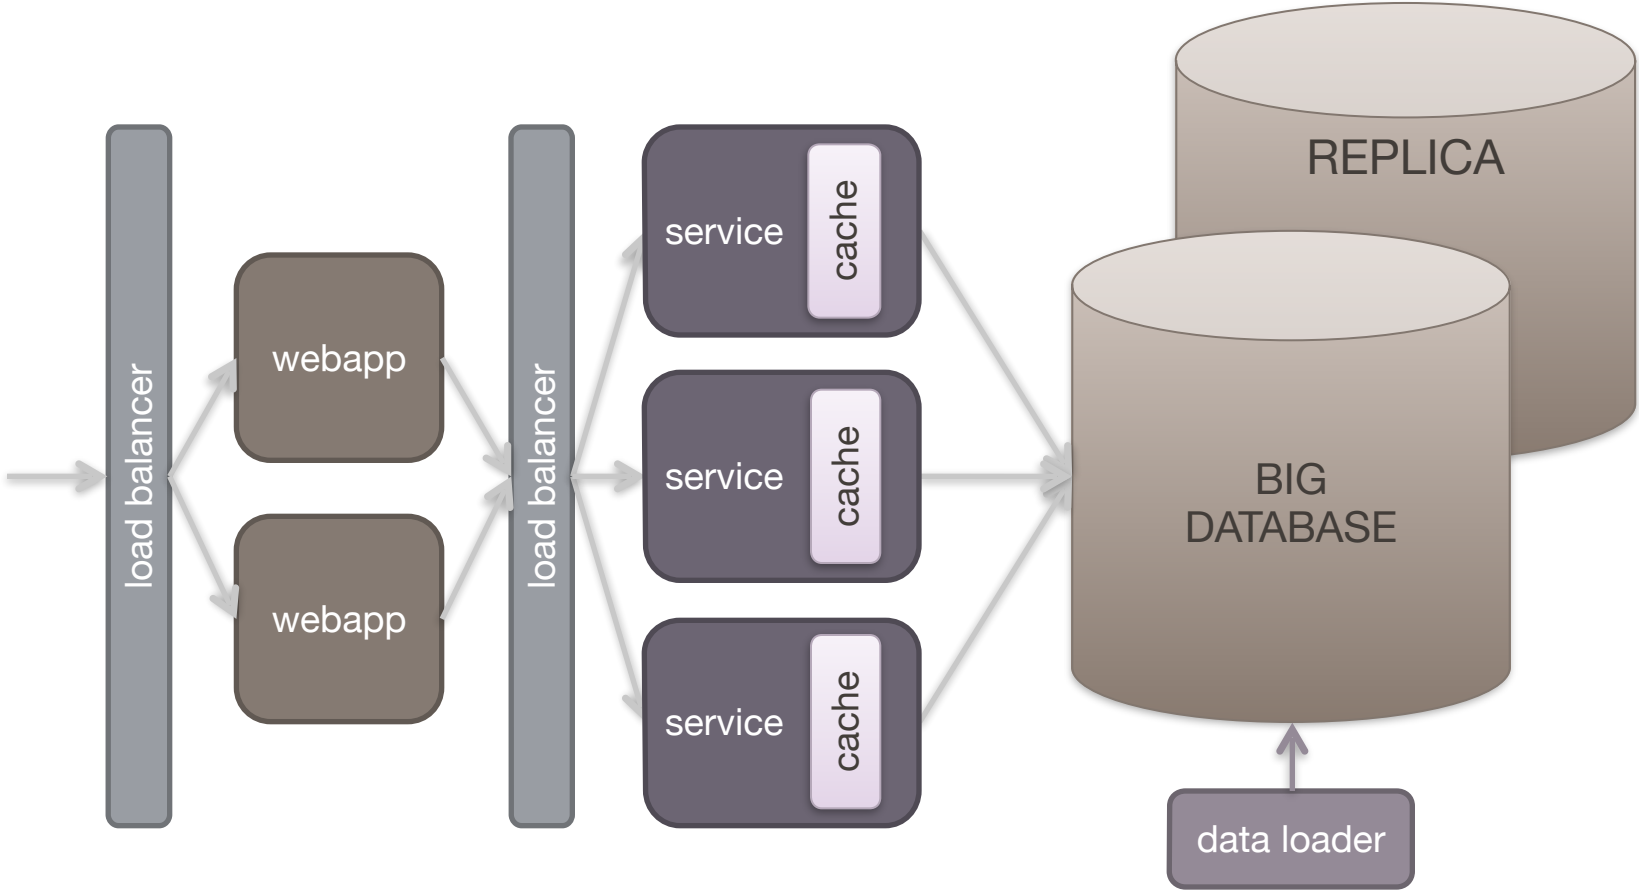 load balancer
webapp
webapp
load balancer
service
cache
service
cache
service
cache
REPLICA
BIG
DATABASE
data loader